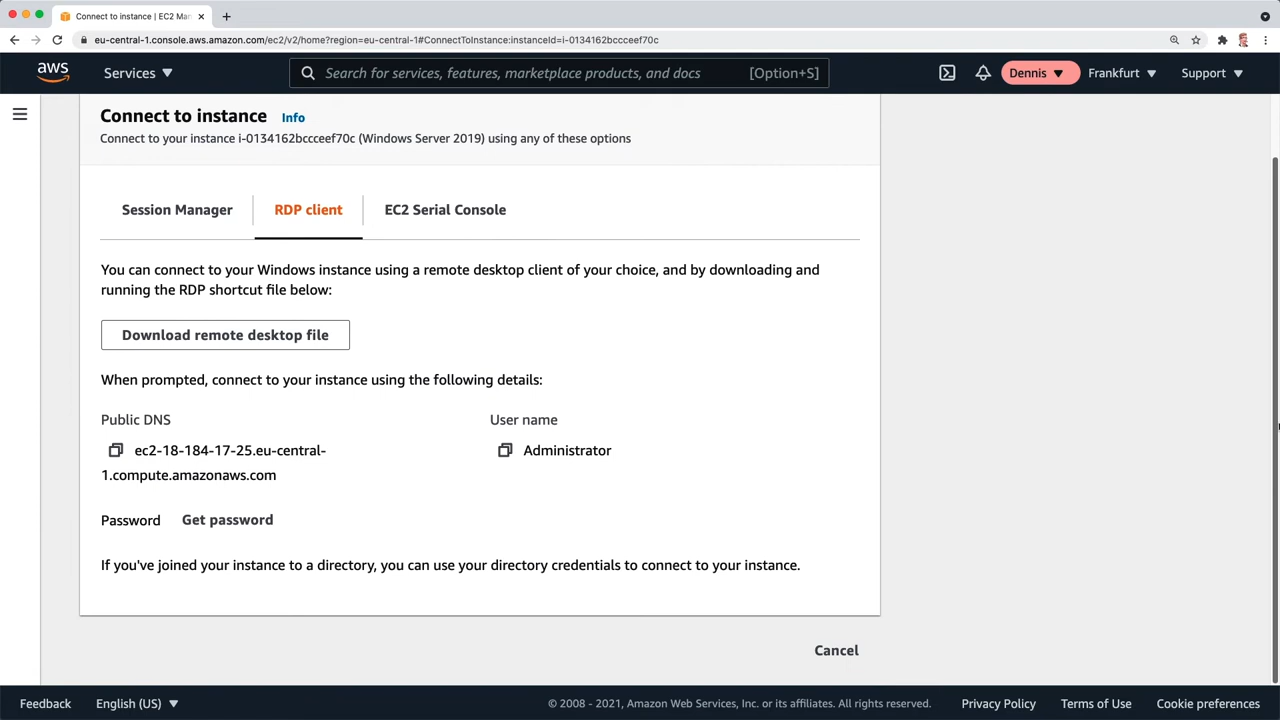 Connect to instance | EC2 Man
eu-central-1.console.aws.amazon.com/ec2/v2/home?region=eu-central-1#ConnectToInstance:instanceId=i-0134162bccceef70c
aws Services Search for services, features, marketplace products, and docs [Option+S] Dennis Frankfurt Support
Connect to instance Info
Connect to your instance i-0134162bccceef70c (Windows Server 2019) using any of these options
Session Manager RDP client EC2 Serial Console
You can connect to your Windows instance using a remote desktop client of your choice, and by downloading and
running the RDP shortcut file below:
Download remote desktop file
When prompted, connect to your instance using the following details:
Public DNS User name
ec2-18-184-17-25.eu-central- Administrator
1.compute.amazonaws.com
Password Get password
If you've joined your instance to a directory, you can use your directory credentials to connect to your instance.
Cancel
Feedback English (US) © 2008 - 2021, Amazon Web Services, Inc. or its affiliates. All rights reserved. Privacy Policy Terms of Use Cookie preferences